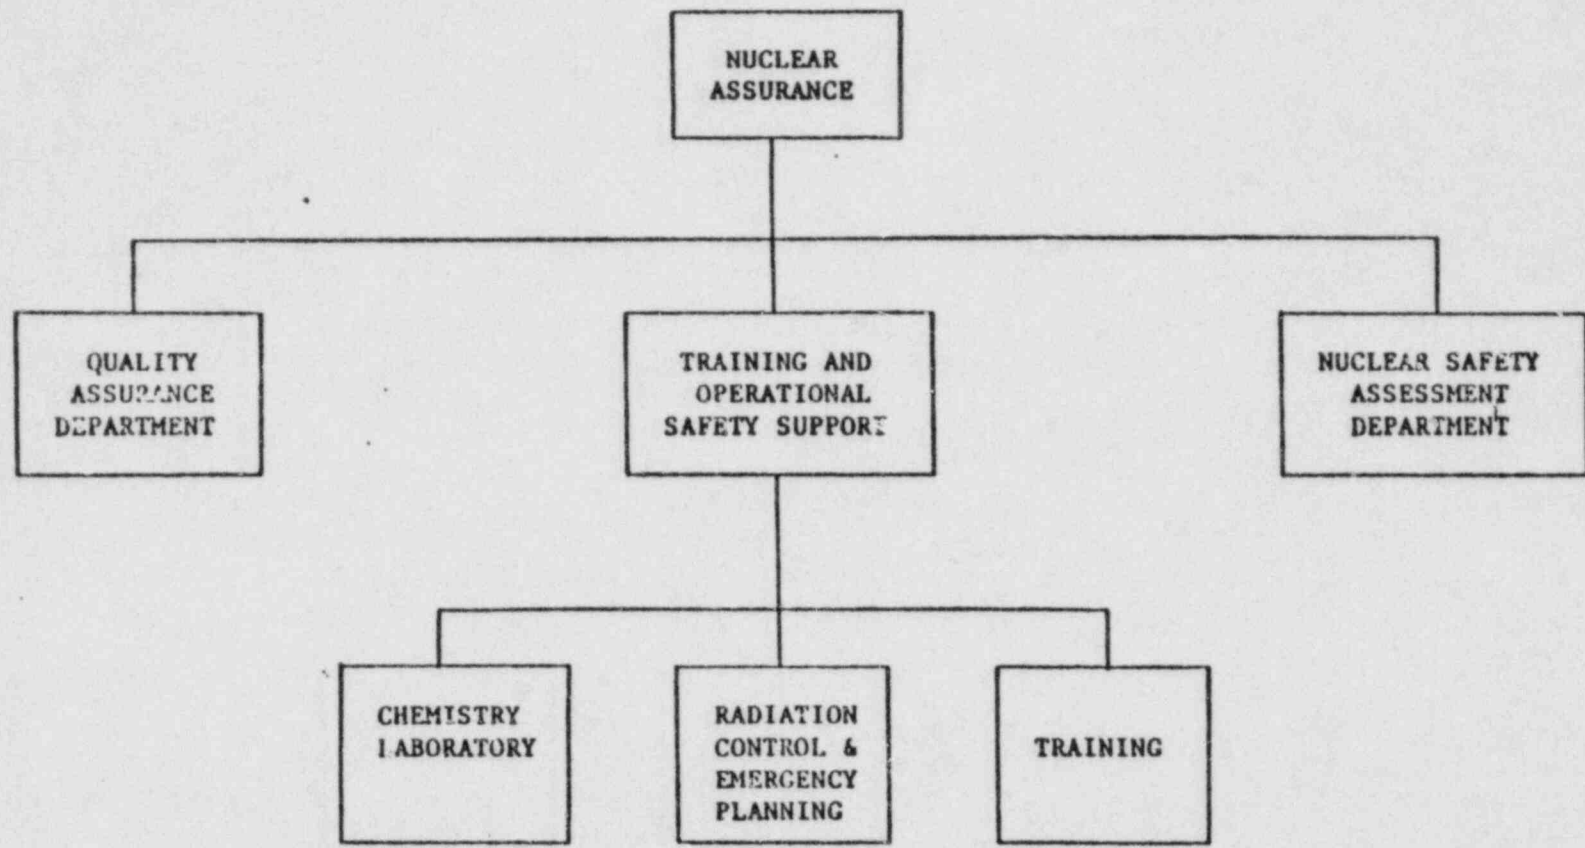 NUCLEAR
ASSURANCE
QUALITY
ASSURANCE
DEPARTMENT
TRAINING AND
OPERATIONAL
SAFETY SUPPORT
NUCLEAR SAFETY
ASSESSMENT
DEPARTMENT
CHEMISTRY
LABORATORY
RADIATION
CONTROL &
EMERGENCY
PLANNING
TRAINING